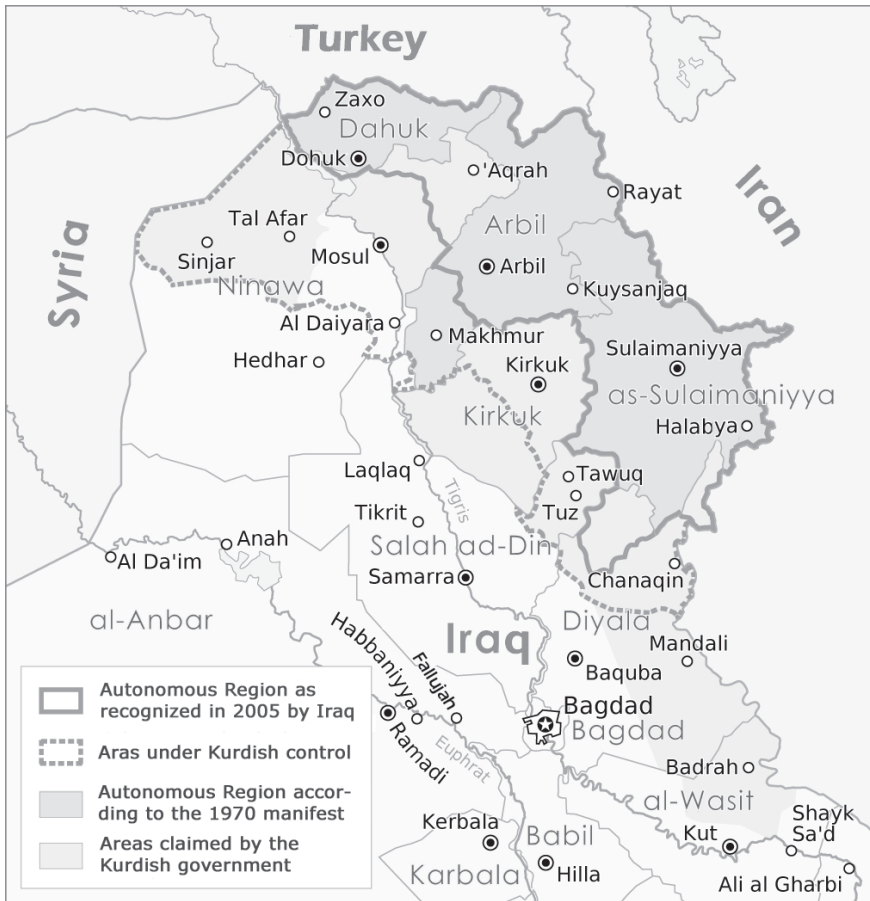 Turkey
Zaxo
Dahuk
Dohuk
'Aqrah
Rayat
Iran
Syria
Tal Afar
Sinjar
Mosul
Ninawa
Arbil
Arbil
Kuysanjaq
Al Daiyara
Makhmur
Hedhar
Kirkuk
Kirkuk
Sulaimaniyya
as-Sulaimaniyya
Halabya
Laqlaq
Tigris
Tawuq
Tuz
Tikrit
Salah ad-Din
Anah
Al Da'im
Samarra
Chanaqin
al-Anbar
Iraq
Diyala
Mandali
Habbaniyya
Fallujah
Baquba
Bagdad
Bagdad
Ramadi
Euphrat
Badrah
al-Wasit
Kerbala
Karbala
Babil
Hilla
Kut
Shayk
Sa'd
Ali al Gharbi
Autonomous Region as
recognized in 2005 by Iraq
Aras under Kurdish control
Autonomous Region accor-
ding to the 1970 manifest
Areas claimed by the
Kurdish government